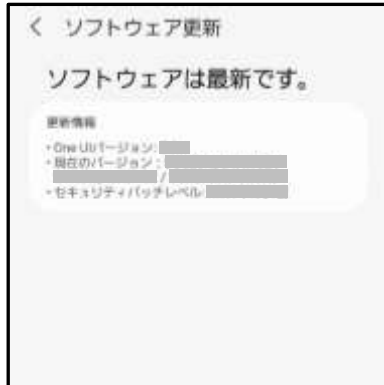 ソフトウェア更新
ソフトウェアは最新です。
更新情報
・One UIバージョン:
・現在のバージョン:
/
・セキュリティパッチレベル: